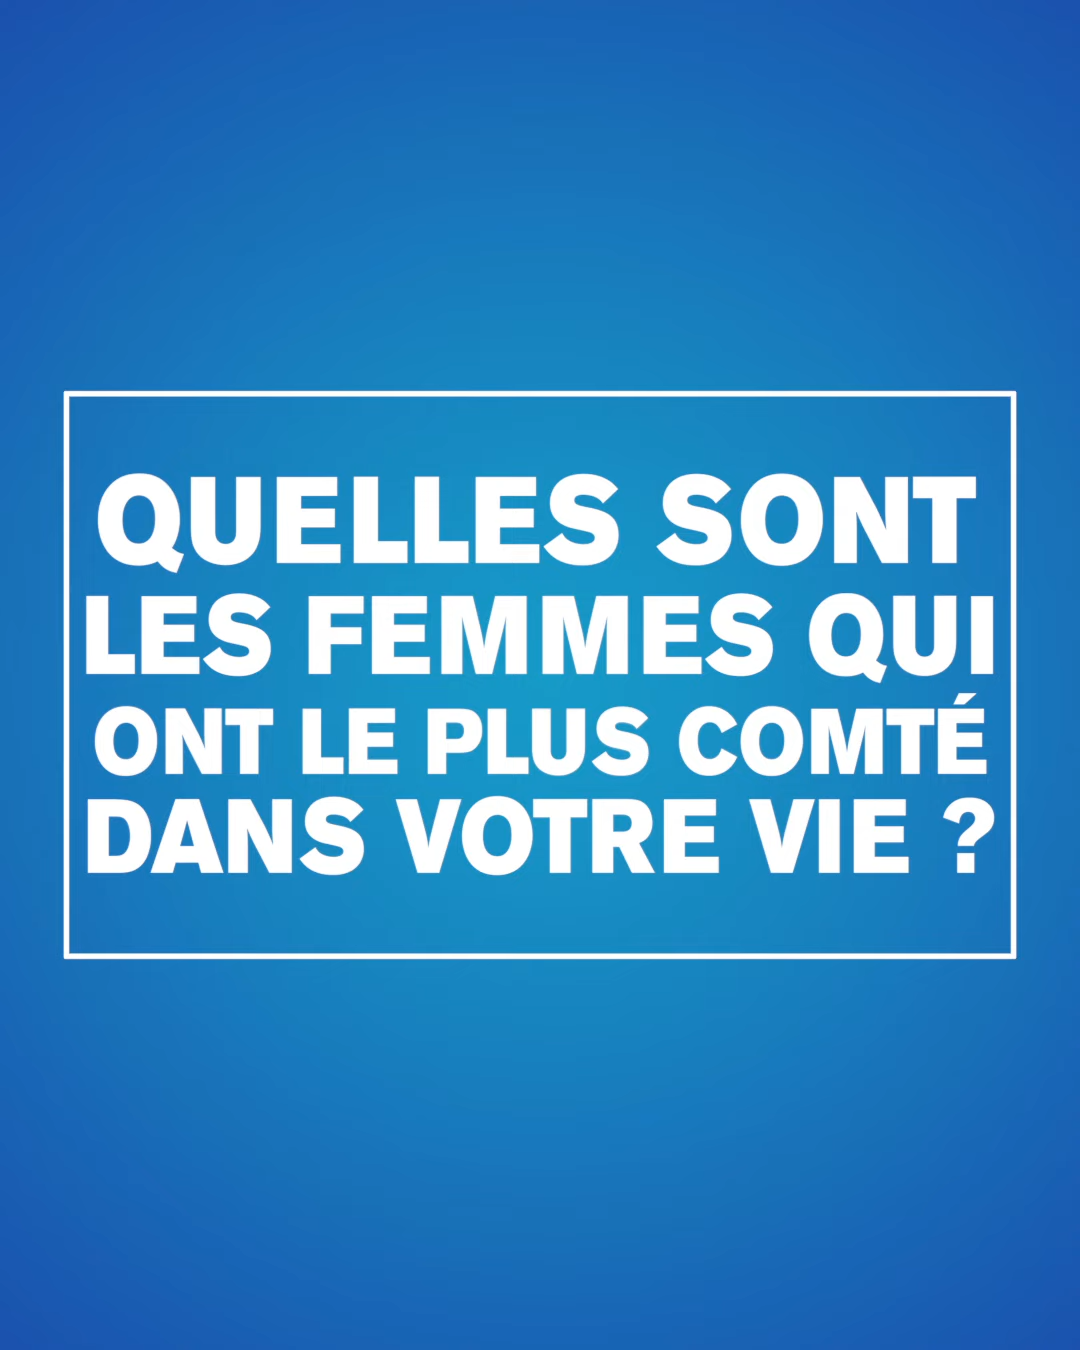 QUELLES SONT
LES FEMMES QUI
ONT LE PLUS COMTÉ
DANS VOTRE VIE ?